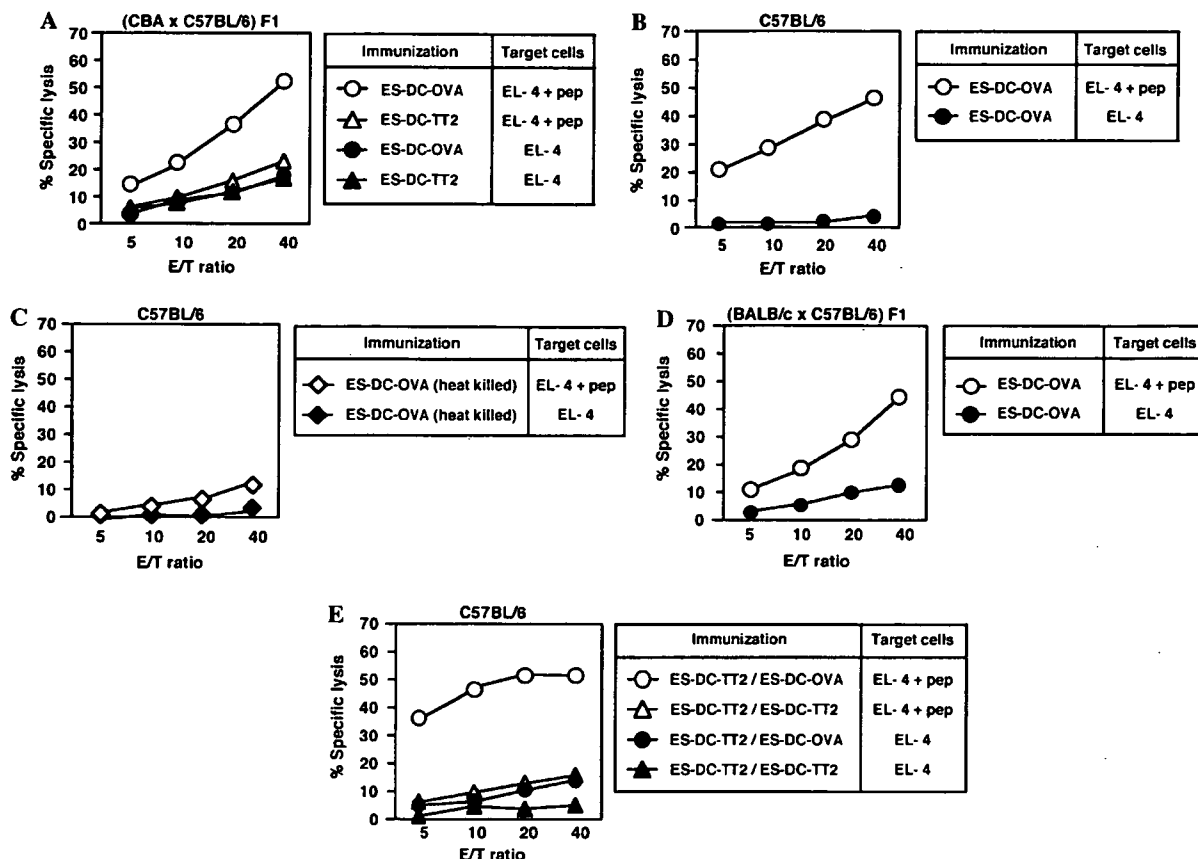 A
(CBA x C57BL/6) F1
% Specific lysis
70
60
50
40
30
20
10
0
5 10 20 40
E/T ratio
Immunization Target cells
ES-DC-OVA EL- 4 + pep
ES-DC-TT2 EL- 4 + pep
ES-DC-OVA EL- 4
ES-DC-TT2 EL- 4
B
C57BL/6
% Specific lysis
70
60
50
40
30
20
10
0
5 10 20 40
E/T ratio
Immunization Target cells
ES-DC-OVA EL- 4 + pep
ES-DC-OVA EL- 4
C
C57BL/6
% Specific lysis
70
60
50
40
30
20
10
0
5 10 20 40
E/T ratio
Immunization Target cells
ES-DC-OVA (heat killed) EL- 4 + pep
ES-DC-OVA (heat killed) EL- 4
D
(BALB/c x C57BL/6) F1
% Specific lysis
70
60
50
40
30
20
10
0
5 10 20 40
E/T ratio
Immunization Target cells
ES-DC-OVA EL- 4 + pep
ES-DC-OVA EL- 4
E
C57BL/6
% Specific lysis
70
60
50
40
30
20
10
0
5 10 20 40
E/T ratio
Immunization Target cells
ES-DC-TT2 / ES-DC-OVA EL- 4 + pep
ES-DC-TT2 / ES-DC-TT2 EL- 4 + pep
ES-DC-TT2 / ES-DC-OVA EL- 4
ES-DC-TT2 / ES-DC-TT2 EL- 4